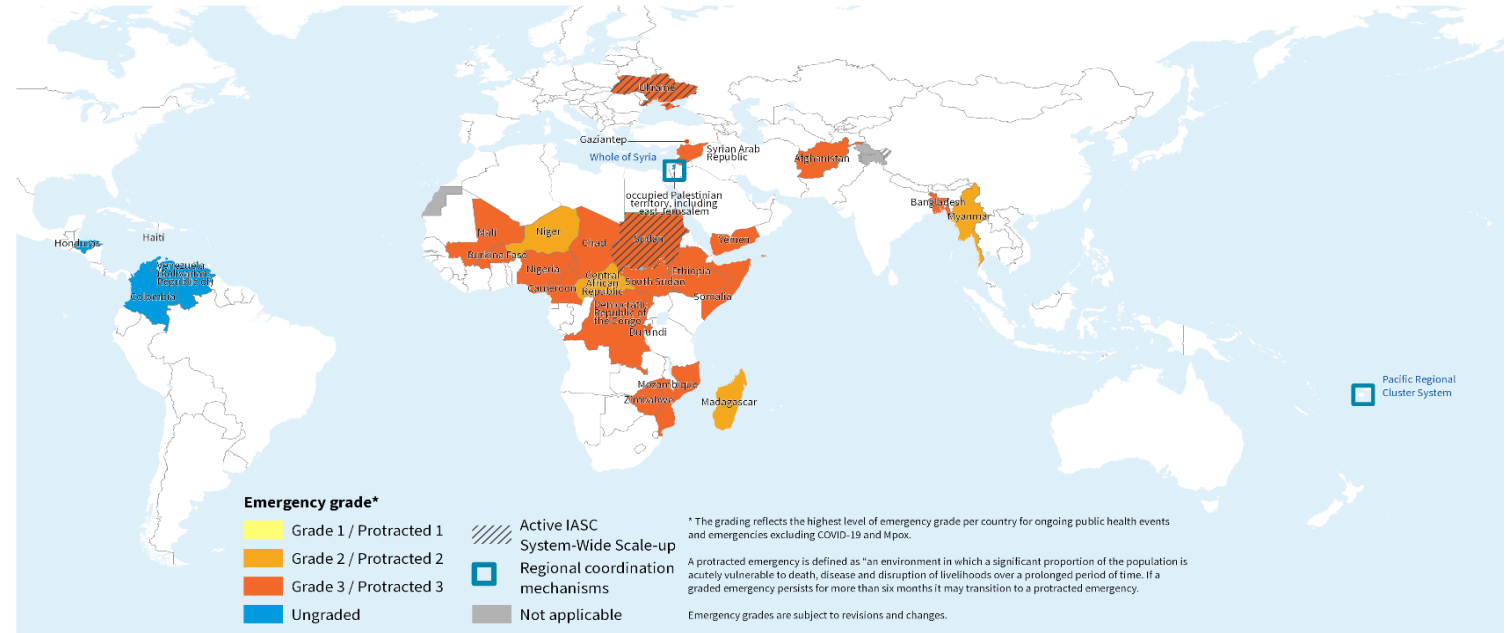 Ukraine
Gaziantep
Syrian Arab
Republic
Whole of Syria
Afghanistan
occupied Palestinian
territory, including
east Jerusalem
Bangladesh
Myanmar
Honduras
Haiti
Venezuela
(Bolivarian
Republic of)
Colombia
Mali
Niger
Chad
Sudan
Yemen
Burkina Faso
Nigeria
Ethiopia
Central
African
Republic
South Sudan
Cameroon
Somalia
Democratic
Republic of
the Congo
Burundi
Mozambique
Zimbabwe
Madagascar
Pacific Regional
Cluster System
Emergency grade*
Grade 1 / Protracted 1
Grade 2 / Protracted 2
Grade 3 / Protracted 3
Ungraded
Active IASC
System-Wide Scale-up
Regional coordination
mechanisms
Not applicable
* The grading reflects the highest level of emergency grade per country for ongoing public health events
and emergencies excluding COVID-19 and Mpox.
A protracted emergency is defined as "an environment in which a significant proportion of the population is
acutely vulnerable to death, disease and disruption of livelihoods over a prolonged period of time. If a
graded emergency persists for more than six months it may transition to a protracted emergency.
Emergency grades are subject to revisions and changes.